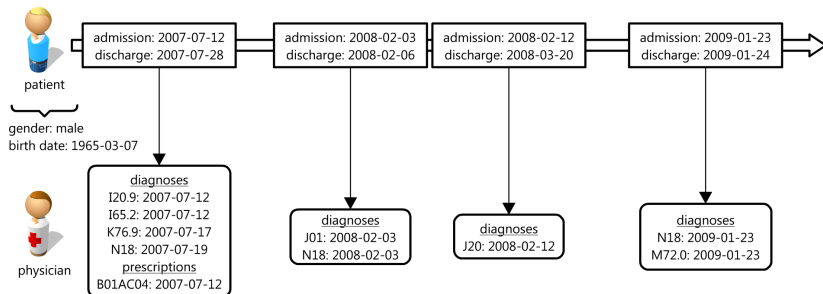 admission: 2007-07-12
discharge: 2007-07-28
admission: 2008-02-03
discharge: 2008-02-06
admission: 2008-02-12
discharge: 2008-03-20
admission: 2009-01-23
discharge: 2009-01-24
patient
gender: male
birth date: 1965-03-07
diagnoses
I20.9: 2007-07-12
I65.2: 2007-07-12
K76.9: 2007-07-17
N18: 2007-07-19
prescriptions
B01AC04: 2007-07-12
diagnoses
J01: 2008-02-03
N18: 2008-02-03
diagnoses
J20: 2008-02-12
diagnoses
N18: 2009-01-23
M72.0: 2009-01-23
physician